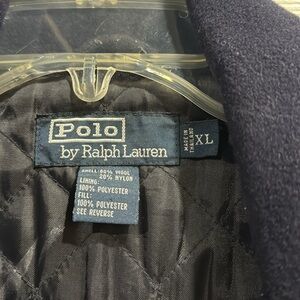 Polo
by Ralph Lauren
MADE IN
THAILAND
XL
SHELL: 80% WOOL
20% NYLON
LINING:
100% POLYESTER
FILL:
100% POLYESTER
SEE REVERSE